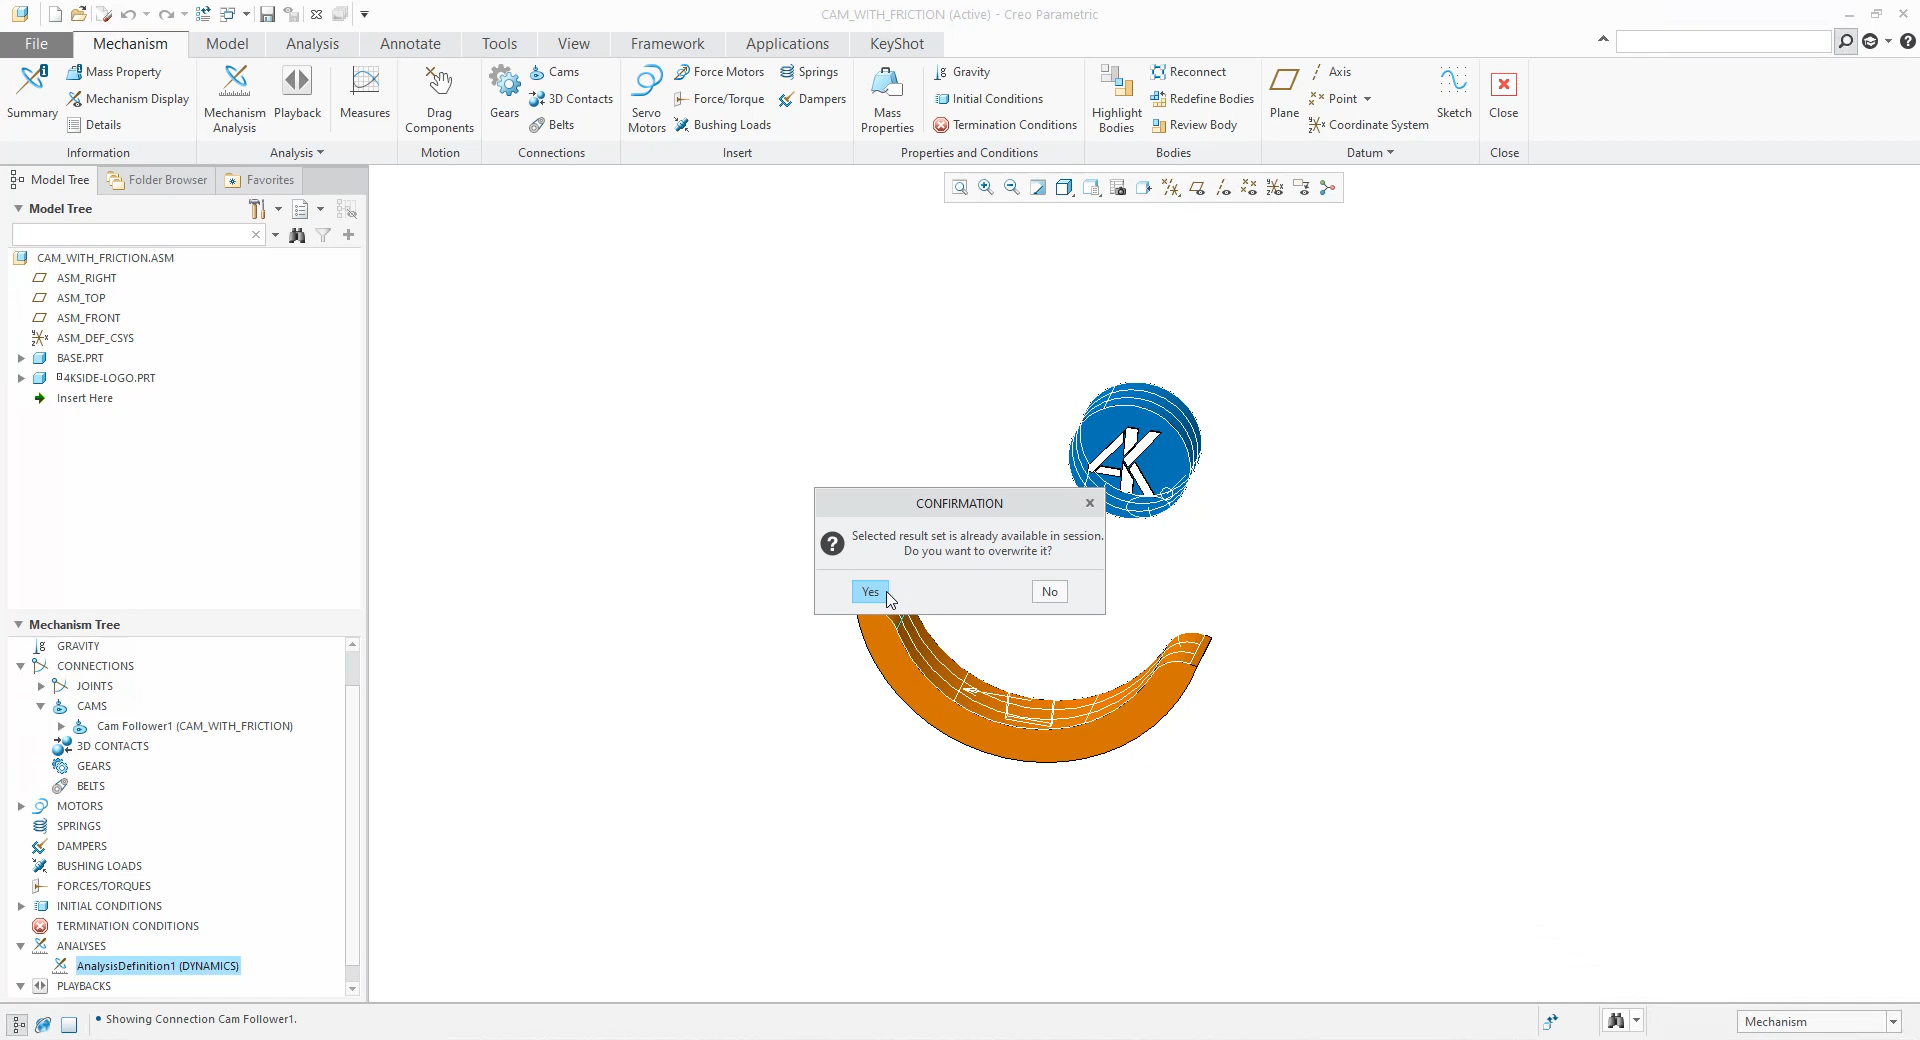 CAM_WITH_FRICTION (Active) - Creo Parametric
File Mechanism Model Analysis Annotate Tools View Framework Applications KeyShot
Summary
Mass Property
Mechanism Display
Details
Information
Mechanism
Analysis
Playback
Measures
Analysis
Drag
Components
Motion
Gears
Cams
3D Contacts
Belts
Connections
Servo
Motors
Force Motors
Force/Torque
Bushing Loads
Springs
Dampers
Insert
Mass
Properties
Gravity
Initial Conditions
Termination Conditions
Properties and Conditions
Highlight
Bodies
Reconnect
Redefine Bodies
Review Body
Bodies
Plane
Axis
Point
Coordinate System
Sketch
Datum
Close
Close
Model Tree Folder Browser Favorites
Model Tree
CAM_WITH_FRICTION.ASM
ASM_RIGHT
ASM_TOP
ASM_FRONT
ASM_DEF_CSYS
BASE.PRT
4KSIDE-LOGO.PRT
Insert Here
4K
CONFIRMATION
Selected result set is already available in session.
Do you want to overwrite it?
Yes No
Mechanism Tree
GRAVITY
CONNECTIONS
JOINTS
CAMS
Cam Follower1 (CAM_WITH_FRICTION)
3D CONTACTS
GEARS
BELTS
MOTORS
SPRINGS
DAMPERS
BUSHING LOADS
FORCES/TORQUES
INITIAL CONDITIONS
TERMINATION CONDITIONS
ANALYSES
AnalysisDefinition1 (DYNAMICS)
PLAYBACKS
Showing Connection Cam Follower1.
Mechanism